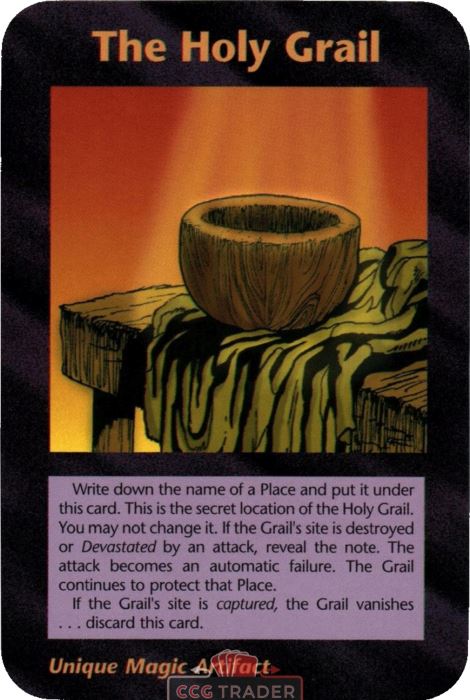 The Holy Grail
Write down the name of a Place and put it under
this card. This is the secret location of the Holy Grail.
You may not change it. If the Grail's site is destroyed
or Devastated by an attack, reveal the note. The
attack becomes an automatic failure. The Grail
continues to protect that Place.
If the Grail's site is captured, the Grail vanishes
. . . discard this card.
Unique Magic Artifact
CCG TRADER